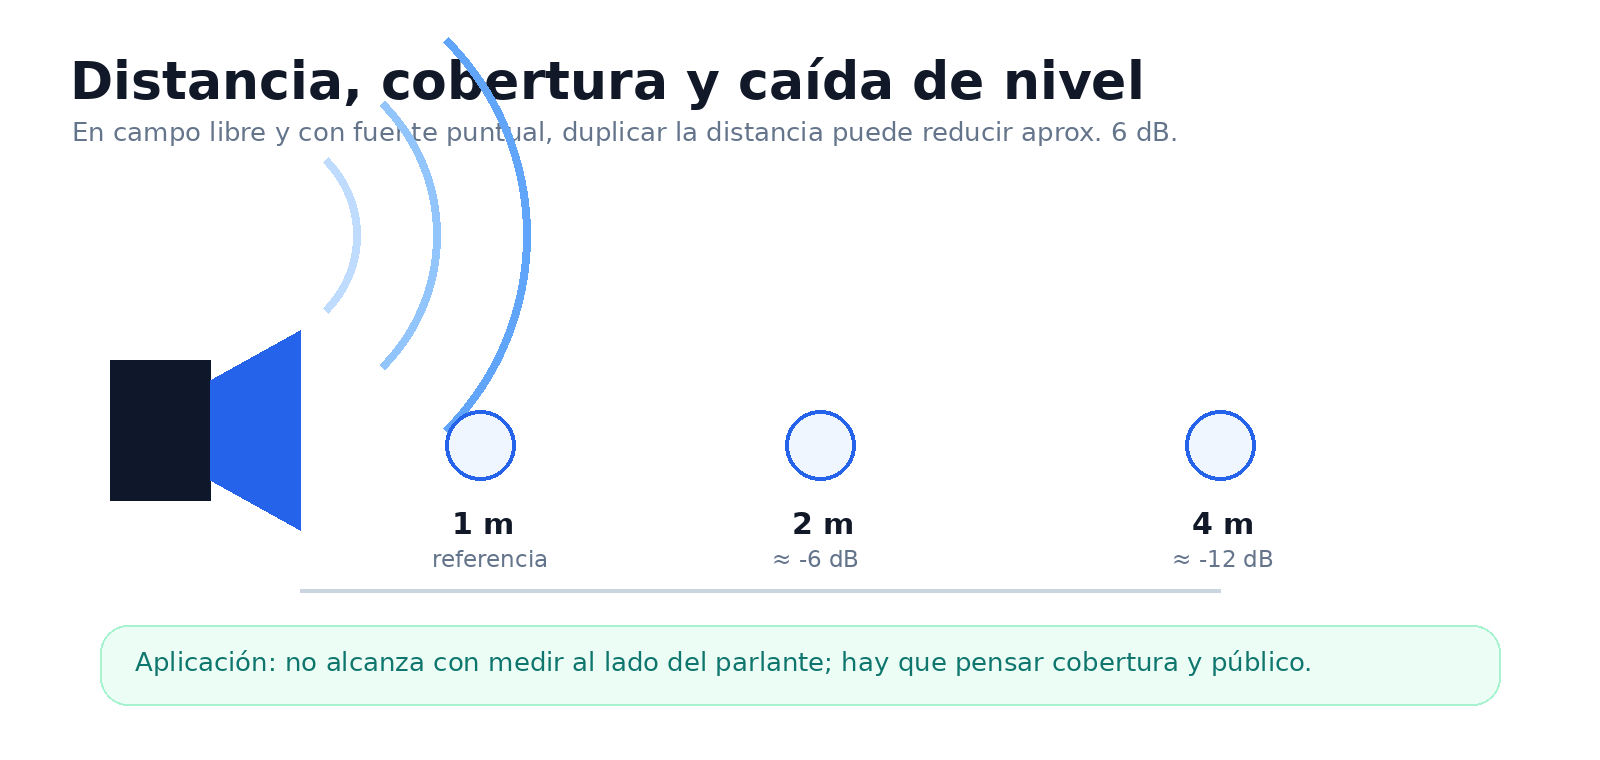 Distancia, cobertura y caída de nivel
En campo libre y con fuente puntual, duplicar la distancia puede reducir aprox. 6 dB.
1 m
2 m
4 m
referencia
≈ -6 dB
≈ -12 dB
Aplicación: no alcanza con medir al lado del parlante; hay que pensar cobertura y público.